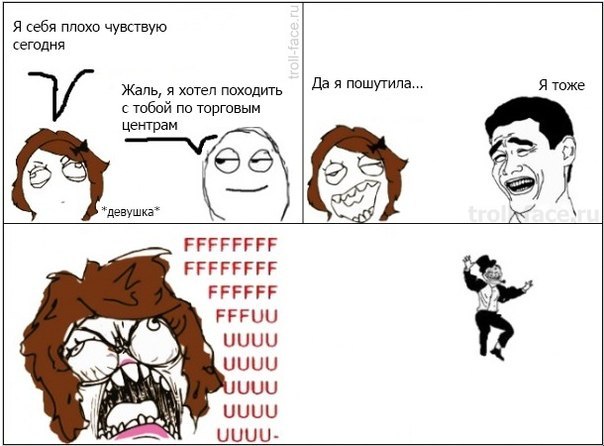 Я себя плохо чувствую
сегодня
Жаль, я хотел походить
с тобой по торговым
центрам
*девушка*
troll-face.ru
Да я пошутила...
Я тоже
troll-face.ru
FFFFFFFF
FFFFFFFF
FFFFFF
FFFUU
UUUU
UUUU
UUUU
UUUU
UUUU-